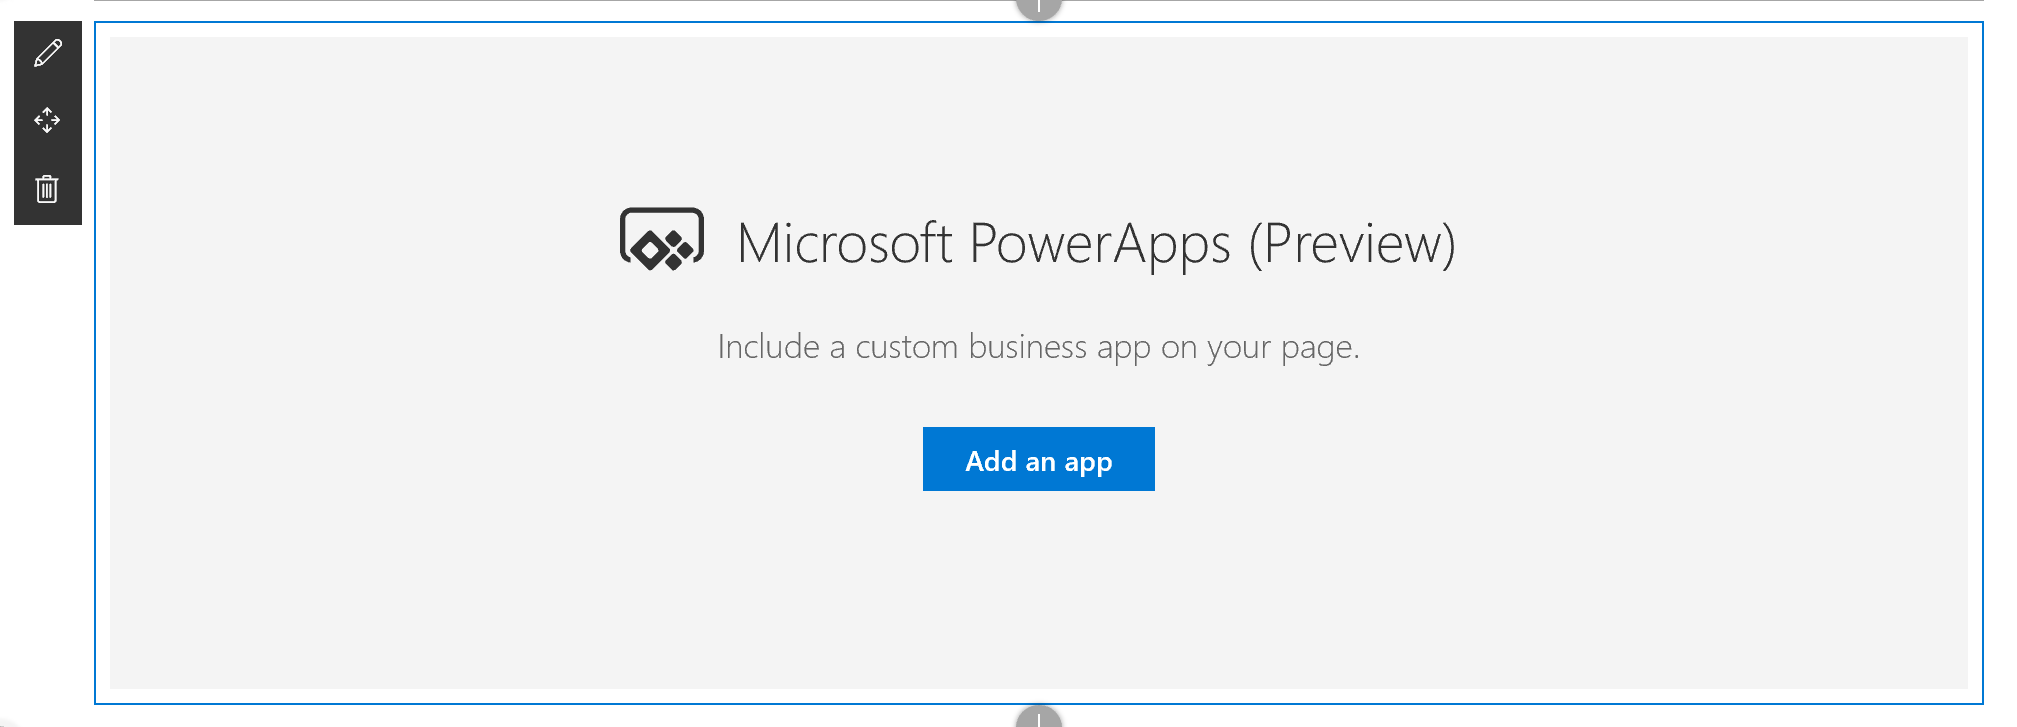 Microsoft PowerApps (Preview)
Include a custom business app on your page.
Add an app